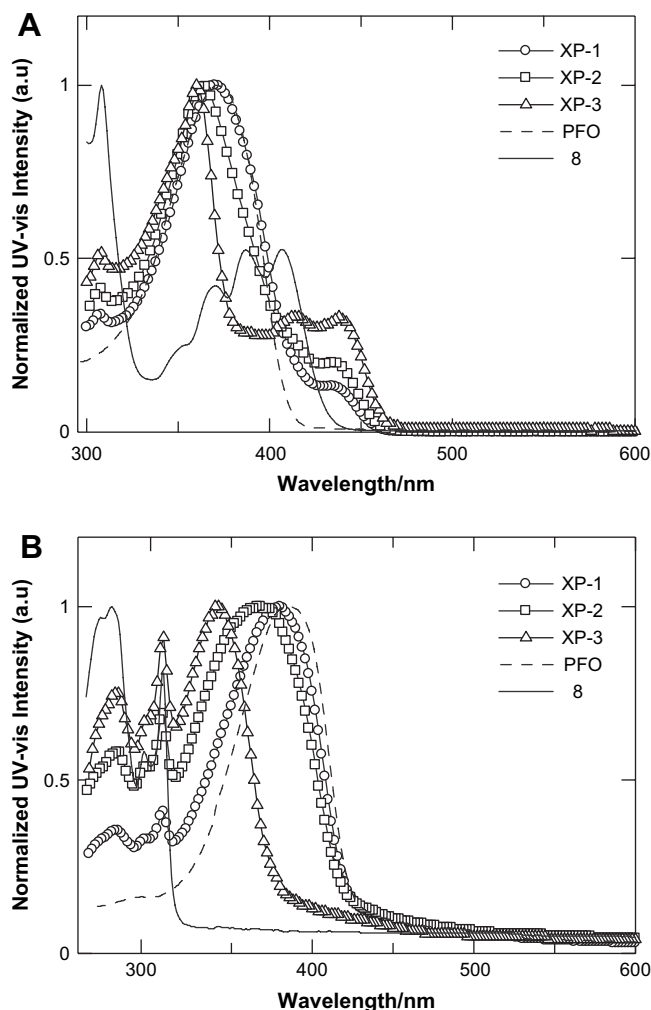 A
Normalized UV-vis Intensity (a.u)
1
0.5
0
XP-1
XP-2
XP-3
PFO
8
300
400
500
600
Wavelength/nm
B
Normalized UV-vis Intensity (a.u)
1
0.5
0
XP-1
XP-2
XP-3
PFO
8
300
400
500
600
Wavelength/nm